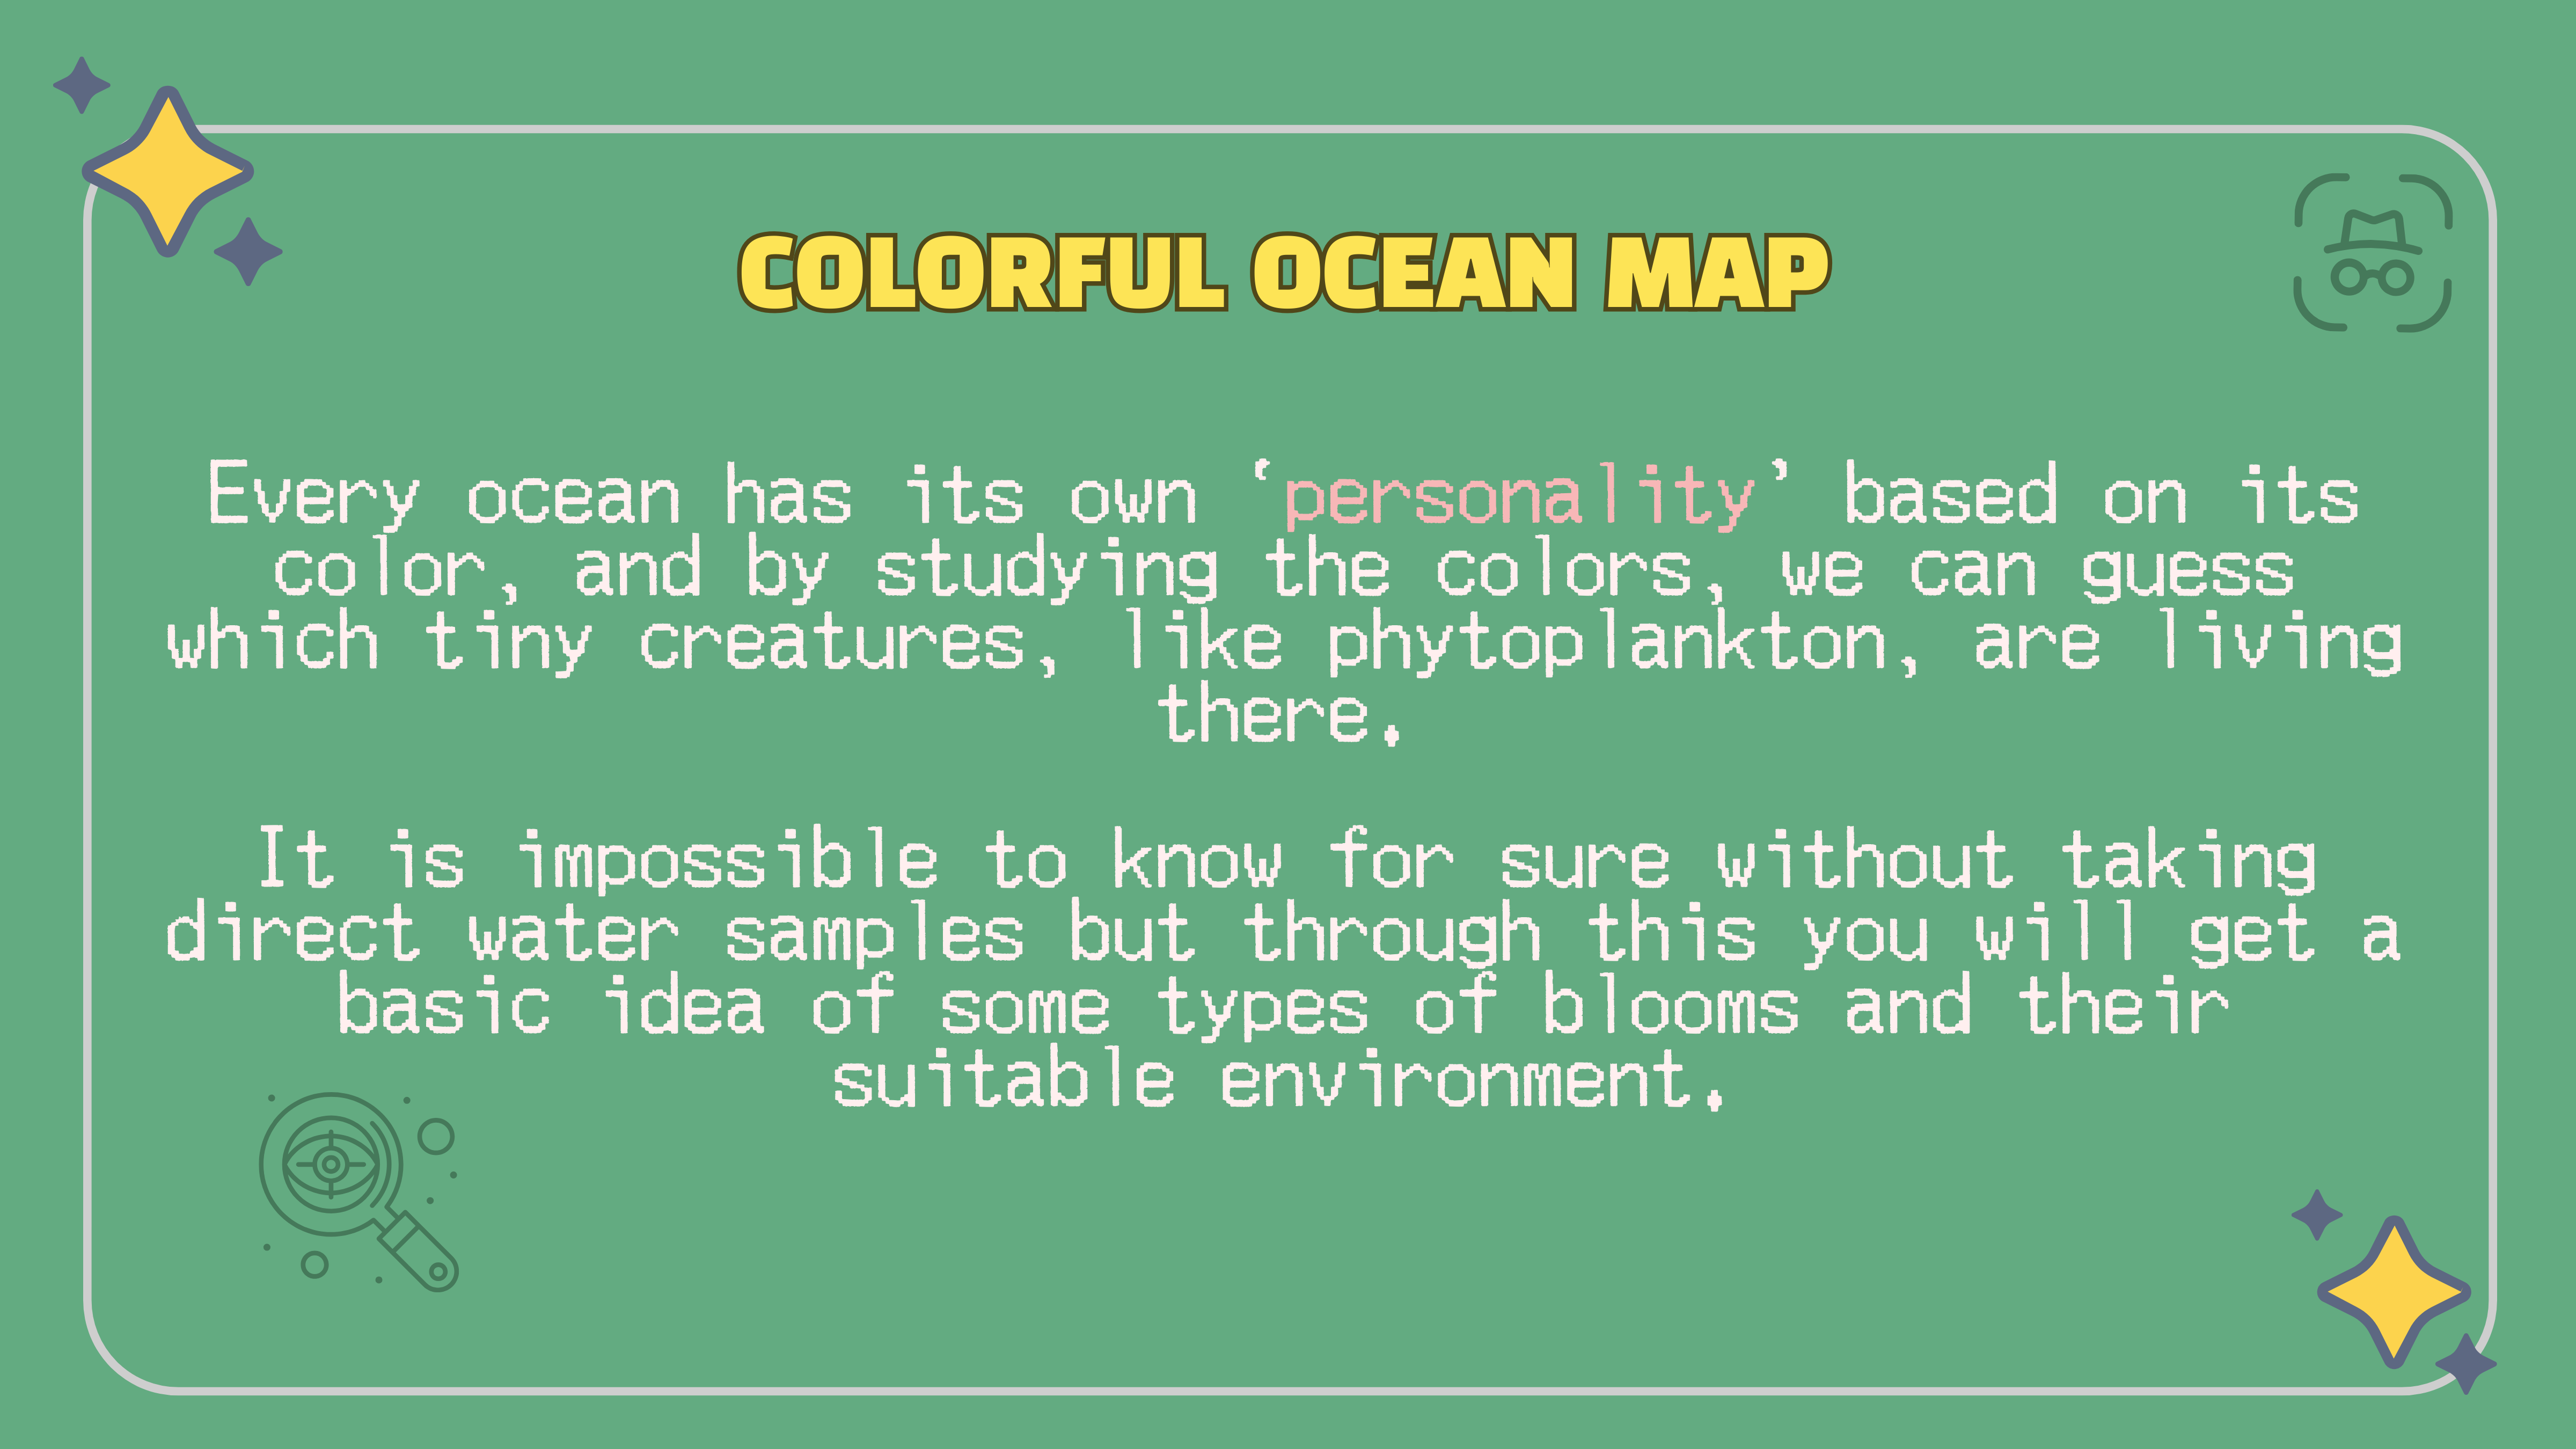 COLORFUL OCEAN MAP
Every ocean has its own ‘personality’ based on its
color, and by studying the colors, we can guess
which tiny creatures, like phytoplankton, are living
there.
It is impossible to know for sure without taking
direct water samples but through this you will get a
basic idea of some types of blooms and their
suitable environment.